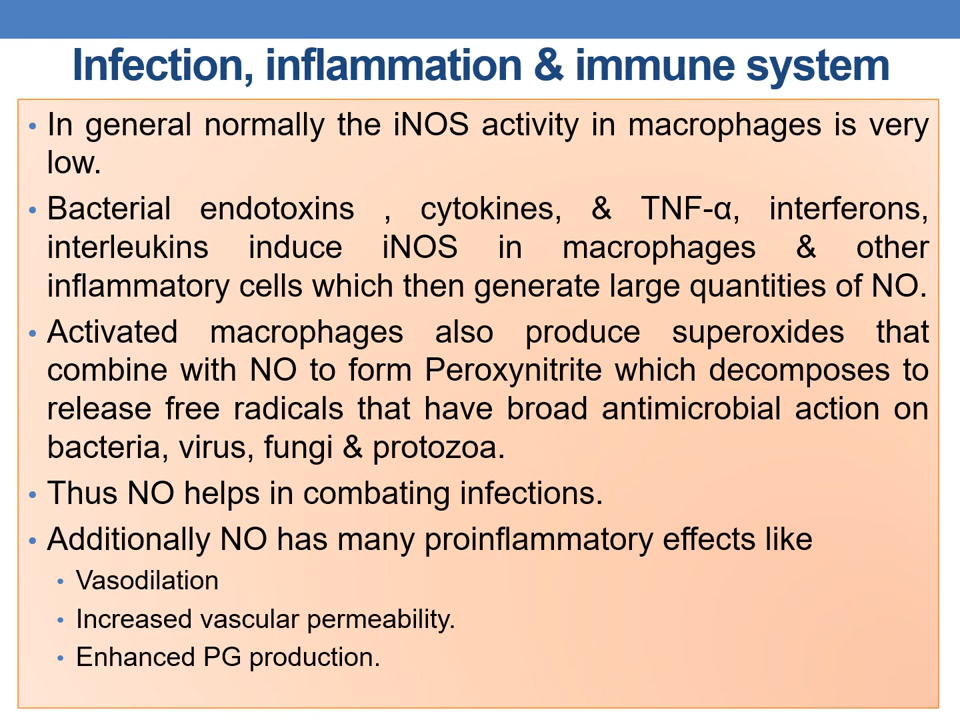 Infection, inflammation & immune system
• In general normally the iNOS activity in macrophages is very
low.
• Bacterial endotoxins , cytokines, & TNF-α, interferons,
interleukins induce iNOS in macrophages & other
inflammatory cells which then generate large quantities of NO.
• Activated macrophages also produce superoxides that
combine with NO to form Peroxynitrite which decomposes to
release free radicals that have broad antimicrobial action on
bacteria, virus, fungi & protozoa.
• Thus NO helps in combating infections.
• Additionally NO has many proinflammatory effects like
• Vasodilation
• Increased vascular permeability.
• Enhanced PG production.